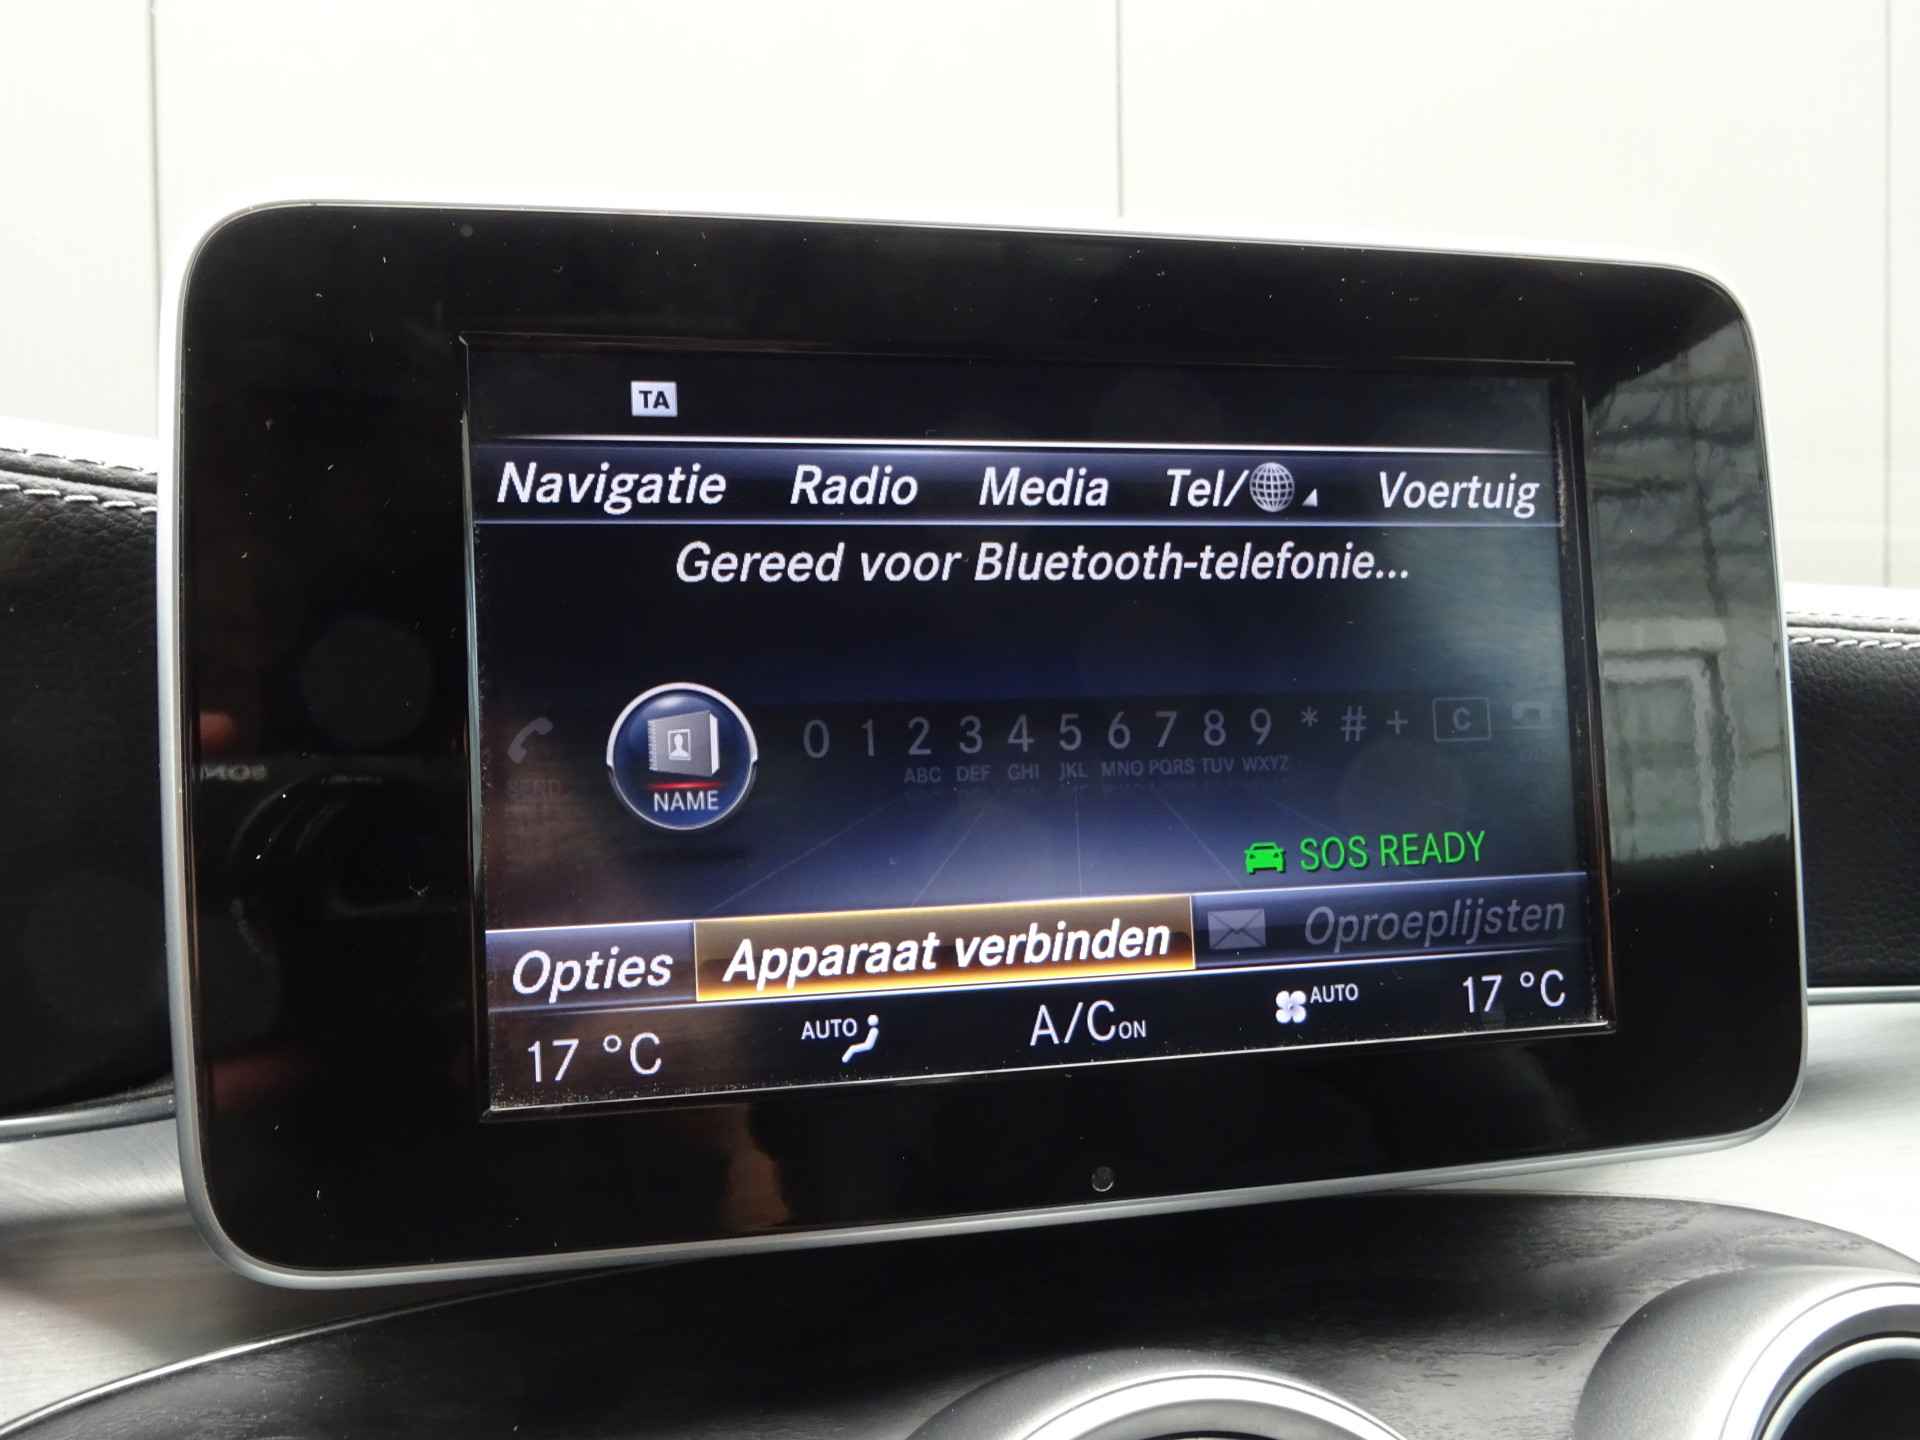 TA
Navigatie Radio Media Tel/ Voertuig
Gereed voor Bluetooth-telefonie...
0 1 2 3 4 5 6 7 8 9 * # + C
ABC DEF GHI JKL MNO PQRS TUV WXYZ
SEND
NAME
SOS READY
Opties Apparaat verbinden Oproeplijsten
17 °C AUTO A/C ON AUTO 17 °C